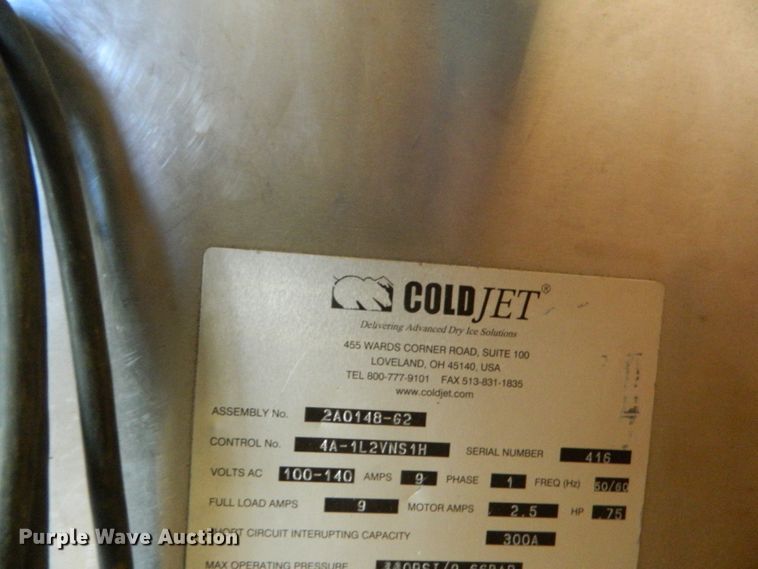 COLDJET®
Delivering Advanced Dry Ice Solutions
455 WARDS CORNER ROAD, SUITE 100
LOVELAND, OH 45140, USA
TEL 800-777-9101 FAX 513-831-1835
www.coldjet.com
ASSEMBLY No. 2A0148-G2
CONTROL No. 4A-1L2VNS1H SERIAL NUMBER 416
VOLTS AC 100-140 AMPS 9 PHASE 1 FREQ (Hz) 50/60
FULL LOAD AMPS 9 MOTOR AMPS 2.5 HP .75
SHORT CIRCUIT INTERUPTING CAPACITY 300A
MAX OPERATING PRESSURE
Purple Wave Auction